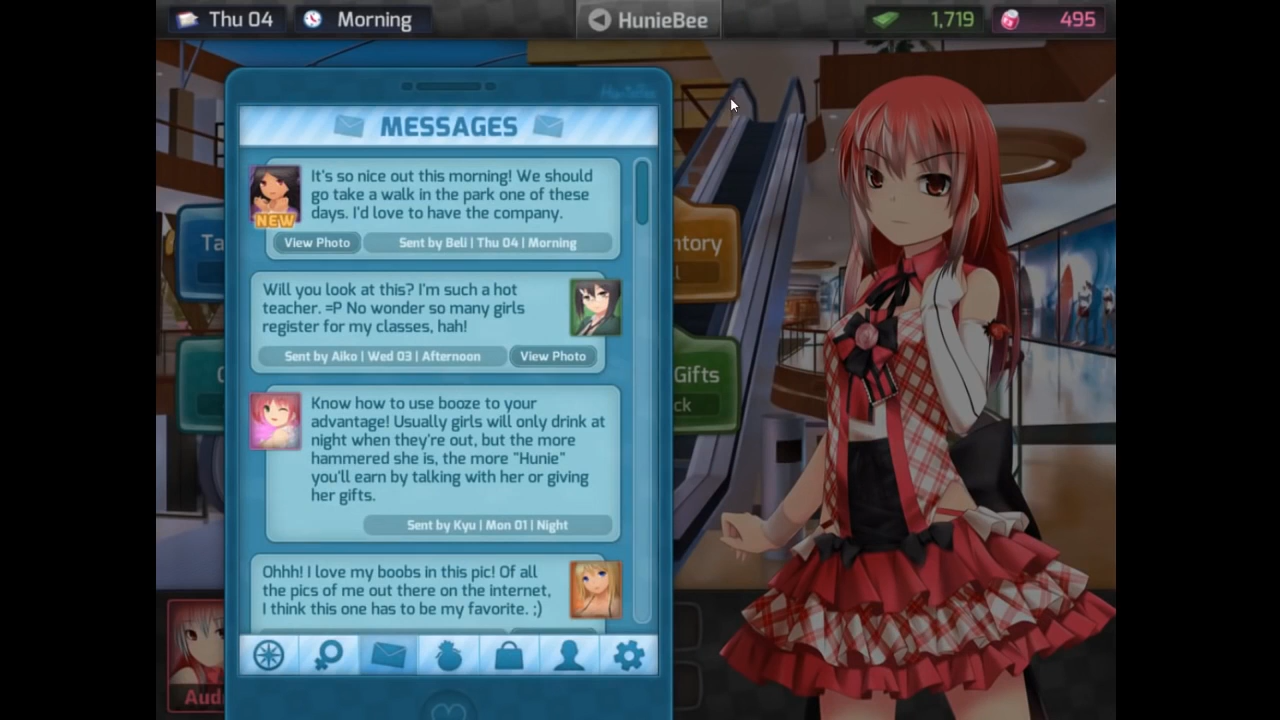 Thu 04
Morning
HunieBee
1,719
495
MESSAGES
It's so nice out this morning! We should
go take a walk in the park one of these
days. I'd love to have the company.
NEW
View Photo
Sent by Beli | Thu 04 | Morning
Will you look at this? I'm such a hot
teacher. =P No wonder so many girls
register for my classes, hah!
Sent by Aiko | Wed 03 | Afternoon
View Photo
Know how to use booze to your
advantage! Usually girls will only drink at
night when they're out, but the more
hammered she is, the more "Hunie"
you'll earn by talking with her or giving
her gifts.
Sent by Kyu | Mon 01 | Night
Ohhh! I love my boobs in this pic! Of all
the pics of me out there on the internet,
I think this one has to be my favorite. ;)
Ta
ntory
Gifts
ck
Aud